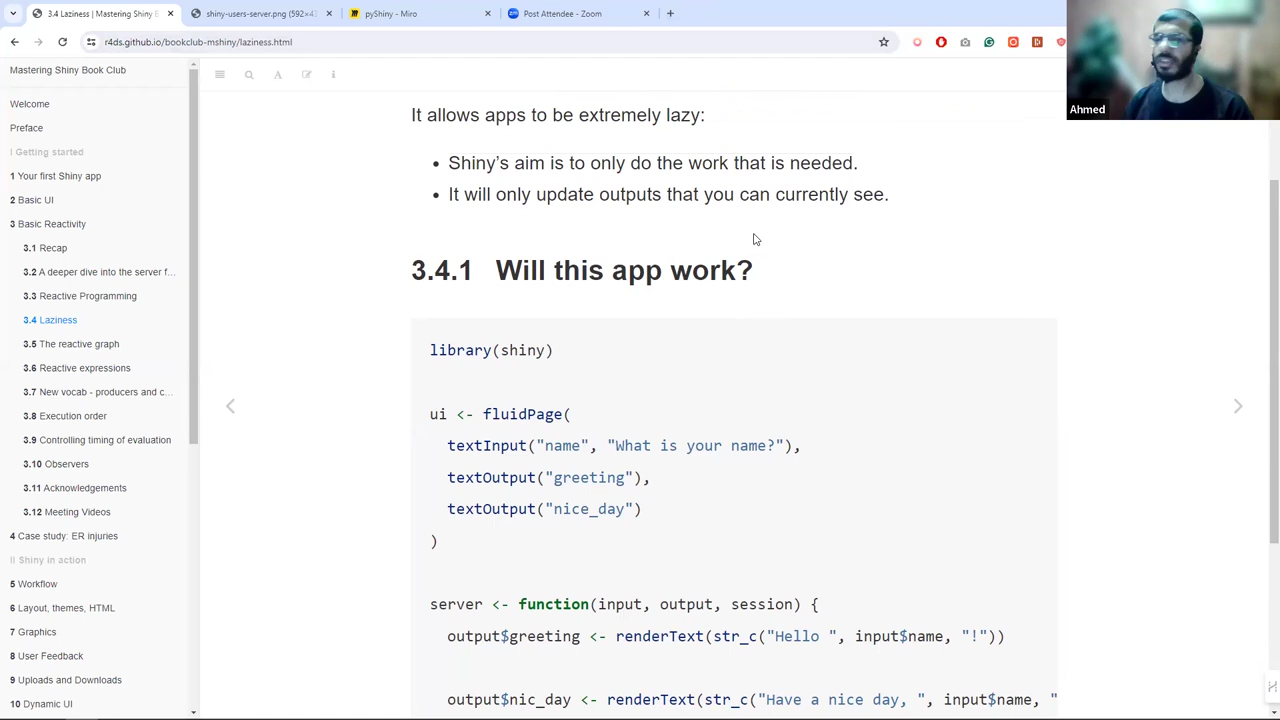 3.4 Laziness | Mastering Shiny B
shiny-users-server.png (592×4
pyShiny - Miro
Post Attendee - Zoom
r4ds.github.io/bookclub-mshiny/laziness.html
Ahmed
Mastering Shiny Book Club
Welcome
Preface
I Getting started
1 Your first Shiny app
2 Basic UI
3 Basic Reactivity
3.1 Recap
3.2 A deeper dive into the server f...
3.3 Reactive Programming
3.4 Laziness
3.5 The reactive graph
3.6 Reactive expressions
3.7 New vocab - producers and c...
3.8 Execution order
3.9 Controlling timing of evaluation
3.10 Observers
3.11 Acknowledgements
3.12 Meeting Videos
4 Case study: ER injuries
II Shiny in action
5 Workflow
6 Layout, themes, HTML
7 Graphics
8 User Feedback
9 Uploads and Downloads
10 Dynamic UI
It allows apps to be extremely lazy:
• Shiny's aim is to only do the work that is needed.
• It will only update outputs that you can currently see.
3.4.1 Will this app work?
library(shiny)
ui <- fluidPage(
textInput("name", "What is your name?"),
textOutput("greeting"),
textOutput("nice_day")
)
server <- function(input, output, session) {
output$greeting <- renderText(str_c("Hello ", input$name, "!"))
output$nic_day <- renderText(str_c("Have a nice day, ", input$name, "